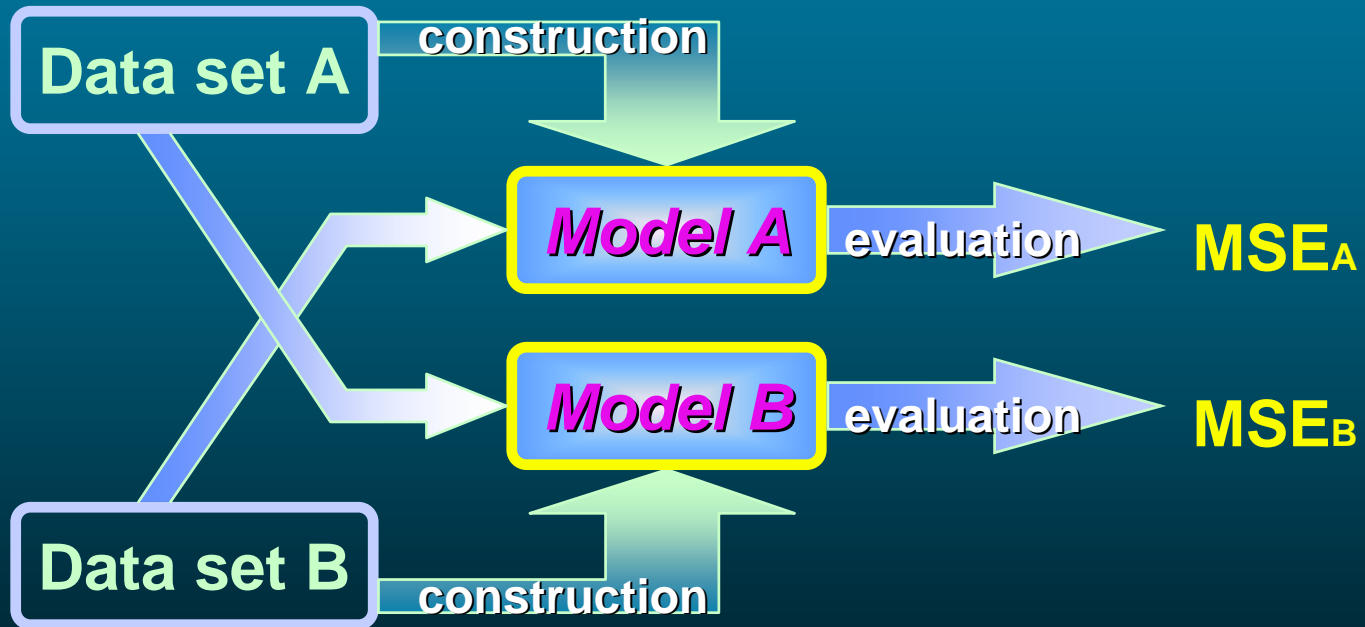 construction
Data set A
Model A
evaluation
MSEA
Model B
evaluation
MSEB
Data set B
construction